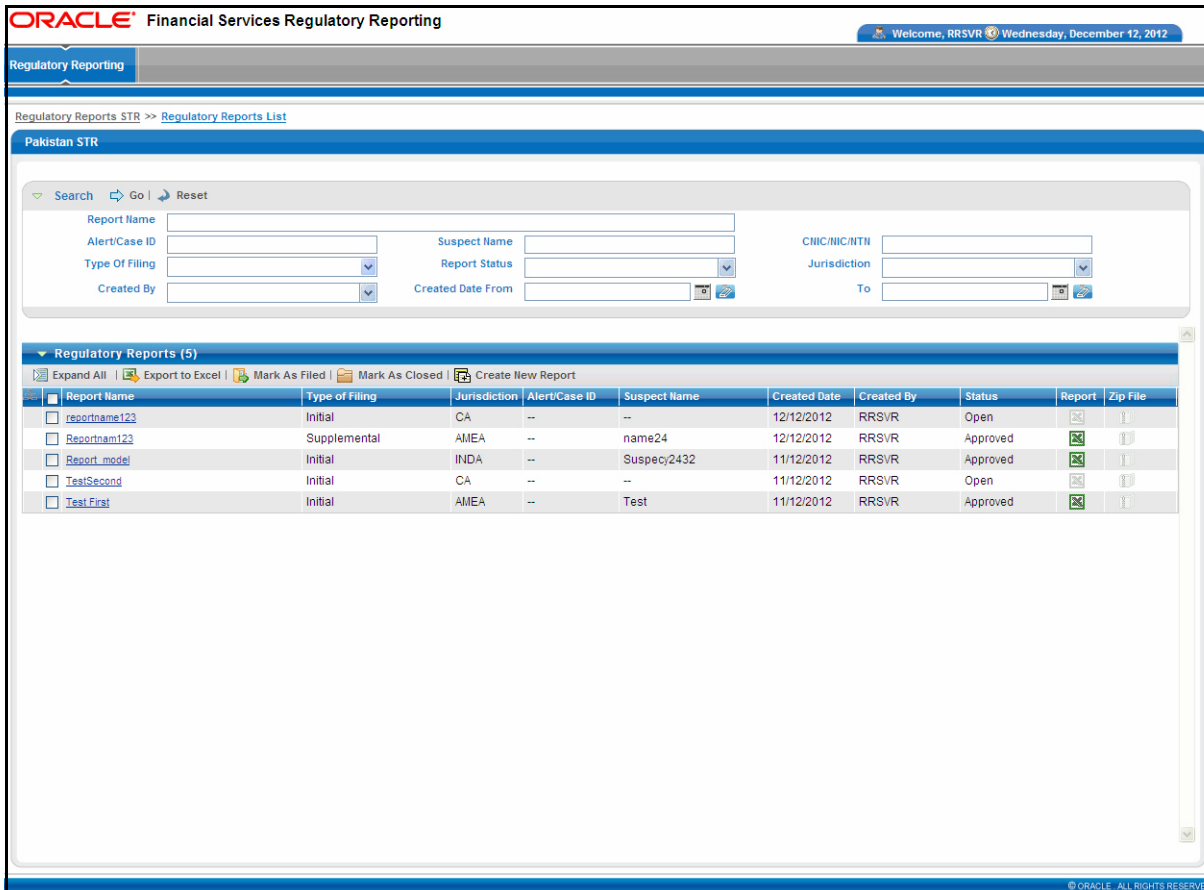 ORACLE® Financial Services Regulatory Reporting
Welcome, RRSVR Wednesday, December 12, 2012
Regulatory Reporting
Regulatory Reports STR >> Regulatory Reports List
Pakistan STR
Search Go | Reset
Report Name
Alert/Case ID Suspect Name CNIC/NIC/NTN
Type Of Filing Report Status Jurisdiction
Created By Created Date From To
Regulatory Reports (5)
Expand All | Export to Excel | Mark As Filed | Mark As Closed | Create New Report
Report Name Type of Filing Jurisdiction Alert/Case ID Suspect Name Created Date Created By Status Report Zip File
reportname123 Initial CA -- -- 12/12/2012 RRSVR Open
Reportnam123 Supplemental AMEA -- name24 12/12/2012 RRSVR Approved
Report_model Initial INDA -- Suspecy2432 11/12/2012 RRSVR Approved
TestSecond Initial CA -- -- 11/12/2012 RRSVR Open
Test First Initial AMEA -- Test 11/12/2012 RRSVR Approved
© ORACLE ALL RIGHTS RESERV